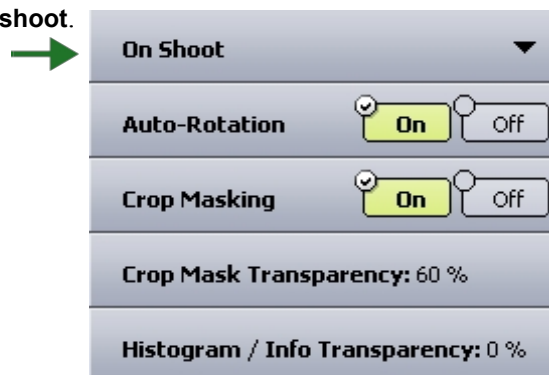 shoot.
On Shoot
Auto-Rotation On Off
Crop Masking On Off
Crop Mask Transparency: 60 %
Histogram / Info Transparency: 0 %